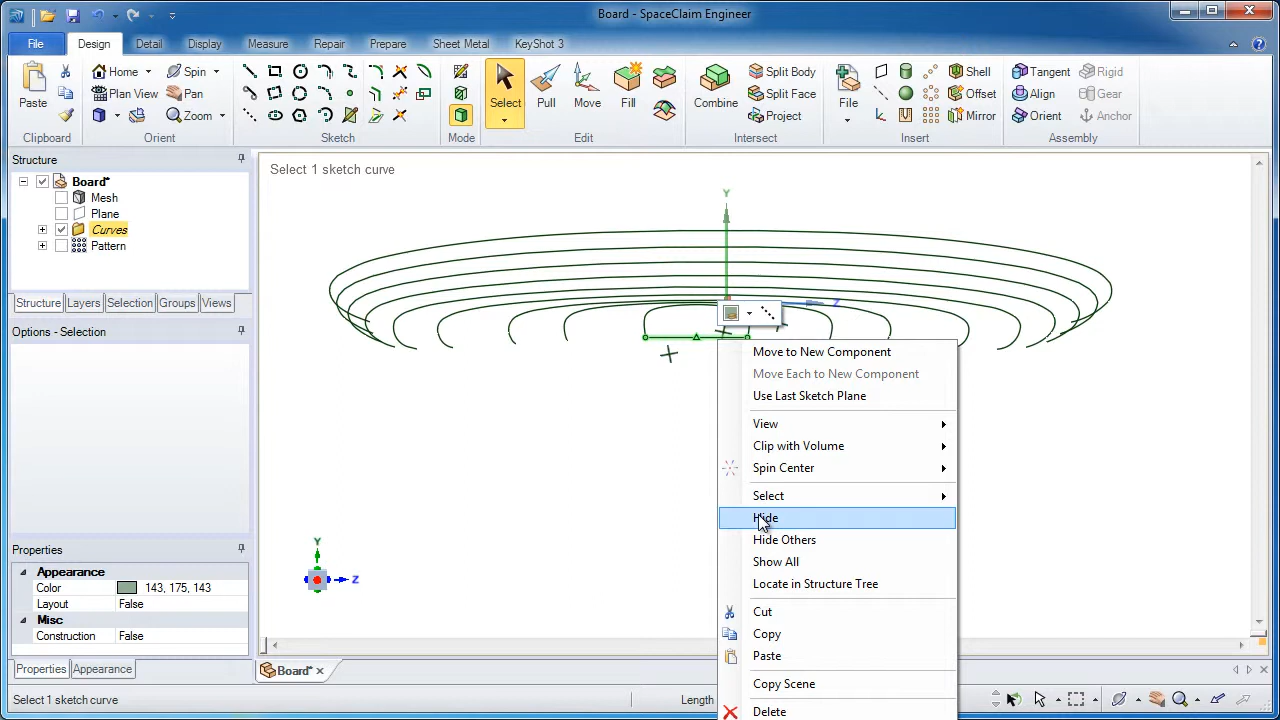 Board - SpaceClaim Engineer
File Design Detail Display Measure Repair Prepare Sheet Metal KeyShot 3
Home Spin Split Body Shell Tangent Rigid
Plan View Pan Split Face Offset Align Gear
Zoom Project Mirror Orient Anchor
Paste Select Pull Move Fill Combine File
Clipboard Orient Sketch Mode Edit Intersect Insert Assembly
Structure
Board*
Mesh
Plane
Curves
Pattern
Structure Layers Selection Groups Views
Options - Selection
Properties
Appearance
Color 143, 175, 143
Layout False
Misc
Construction False
Properties Appearance
Select 1 sketch curve
Y
Z
Y
Z
Move to New Component
Move Each to New Component
Use Last Sketch Plane
View
Clip with Volume
Spin Center
Select
Hide
Hide Others
Show All
Locate in Structure Tree
Cut
Copy
Paste
Copy Scene
Delete
Board*
Select 1 sketch curve
Length